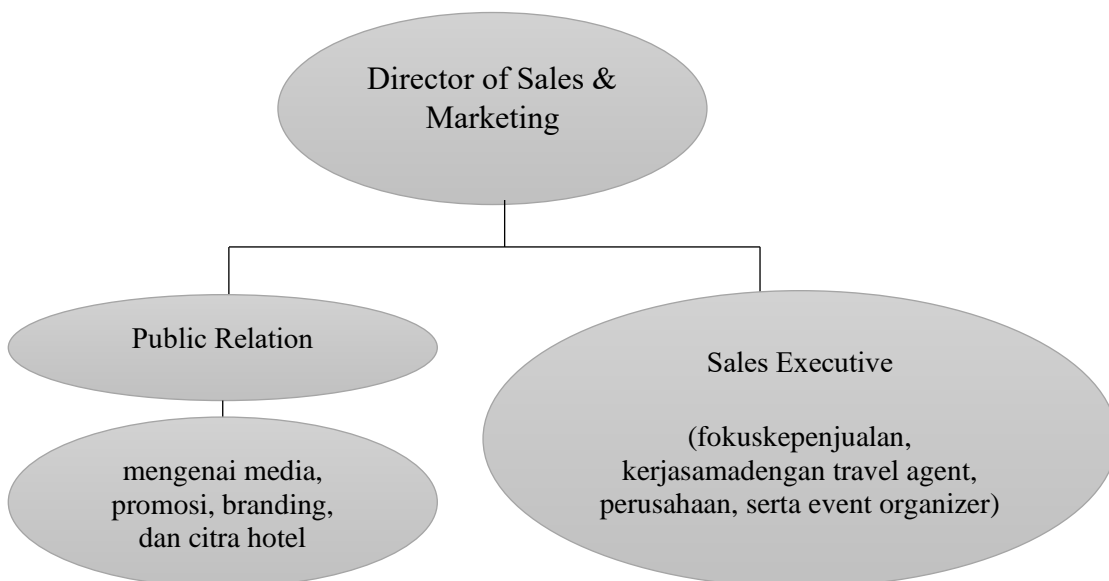 Director of Sales &
Marketing
Public Relation
mengenai media,
promosi, branding,
dan citra hotel
Sales Executive
(fokuskepenjualan,
kerjasamadengan travel agent,
perusahaan, serta event organizer)